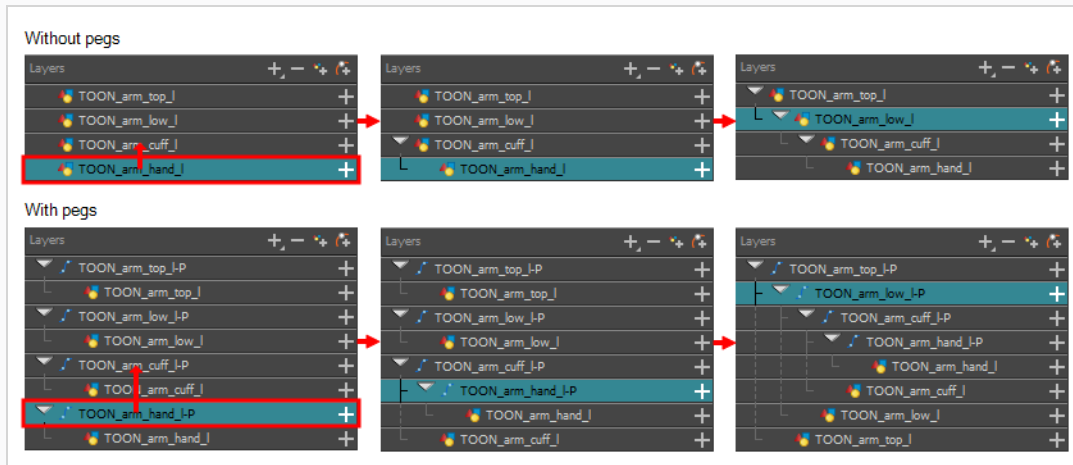 Without pegs
Layers
TOON_arm_top_l
TOON_arm_low_l
TOON_arm_cuff_l
TOON_arm_hand_l
Layers
TOON_arm_top_l
TOON_arm_low_l
TOON_arm_cuff_l
TOON_arm_hand_l
Layers
TOON_arm_top_l
TOON_arm_low_l
TOON_arm_cuff_l
TOON_arm_hand_l
With pegs
Layers
TOON_arm_top_l-P
TOON_arm_top_l
TOON_arm_low_l-P
TOON_arm_low_l
TOON_arm_cuff_l-P
TOON_arm_cuff_l
TOON_arm_hand_l-P
TOON_arm_hand_l
Layers
TOON_arm_top_l-P
TOON_arm_top_l
TOON_arm_low_l-P
TOON_arm_low_l
TOON_arm_cuff_l-P
TOON_arm_hand_l-P
TOON_arm_hand_l
TOON_arm_cuff_l
Layers
TOON_arm_top_l-P
TOON_arm_low_l-P
TOON_arm_cuff_l-P
TOON_arm_hand_l-P
TOON_arm_hand_l
TOON_arm_cuff_l
TOON_arm_low_l
TOON_arm_top_l